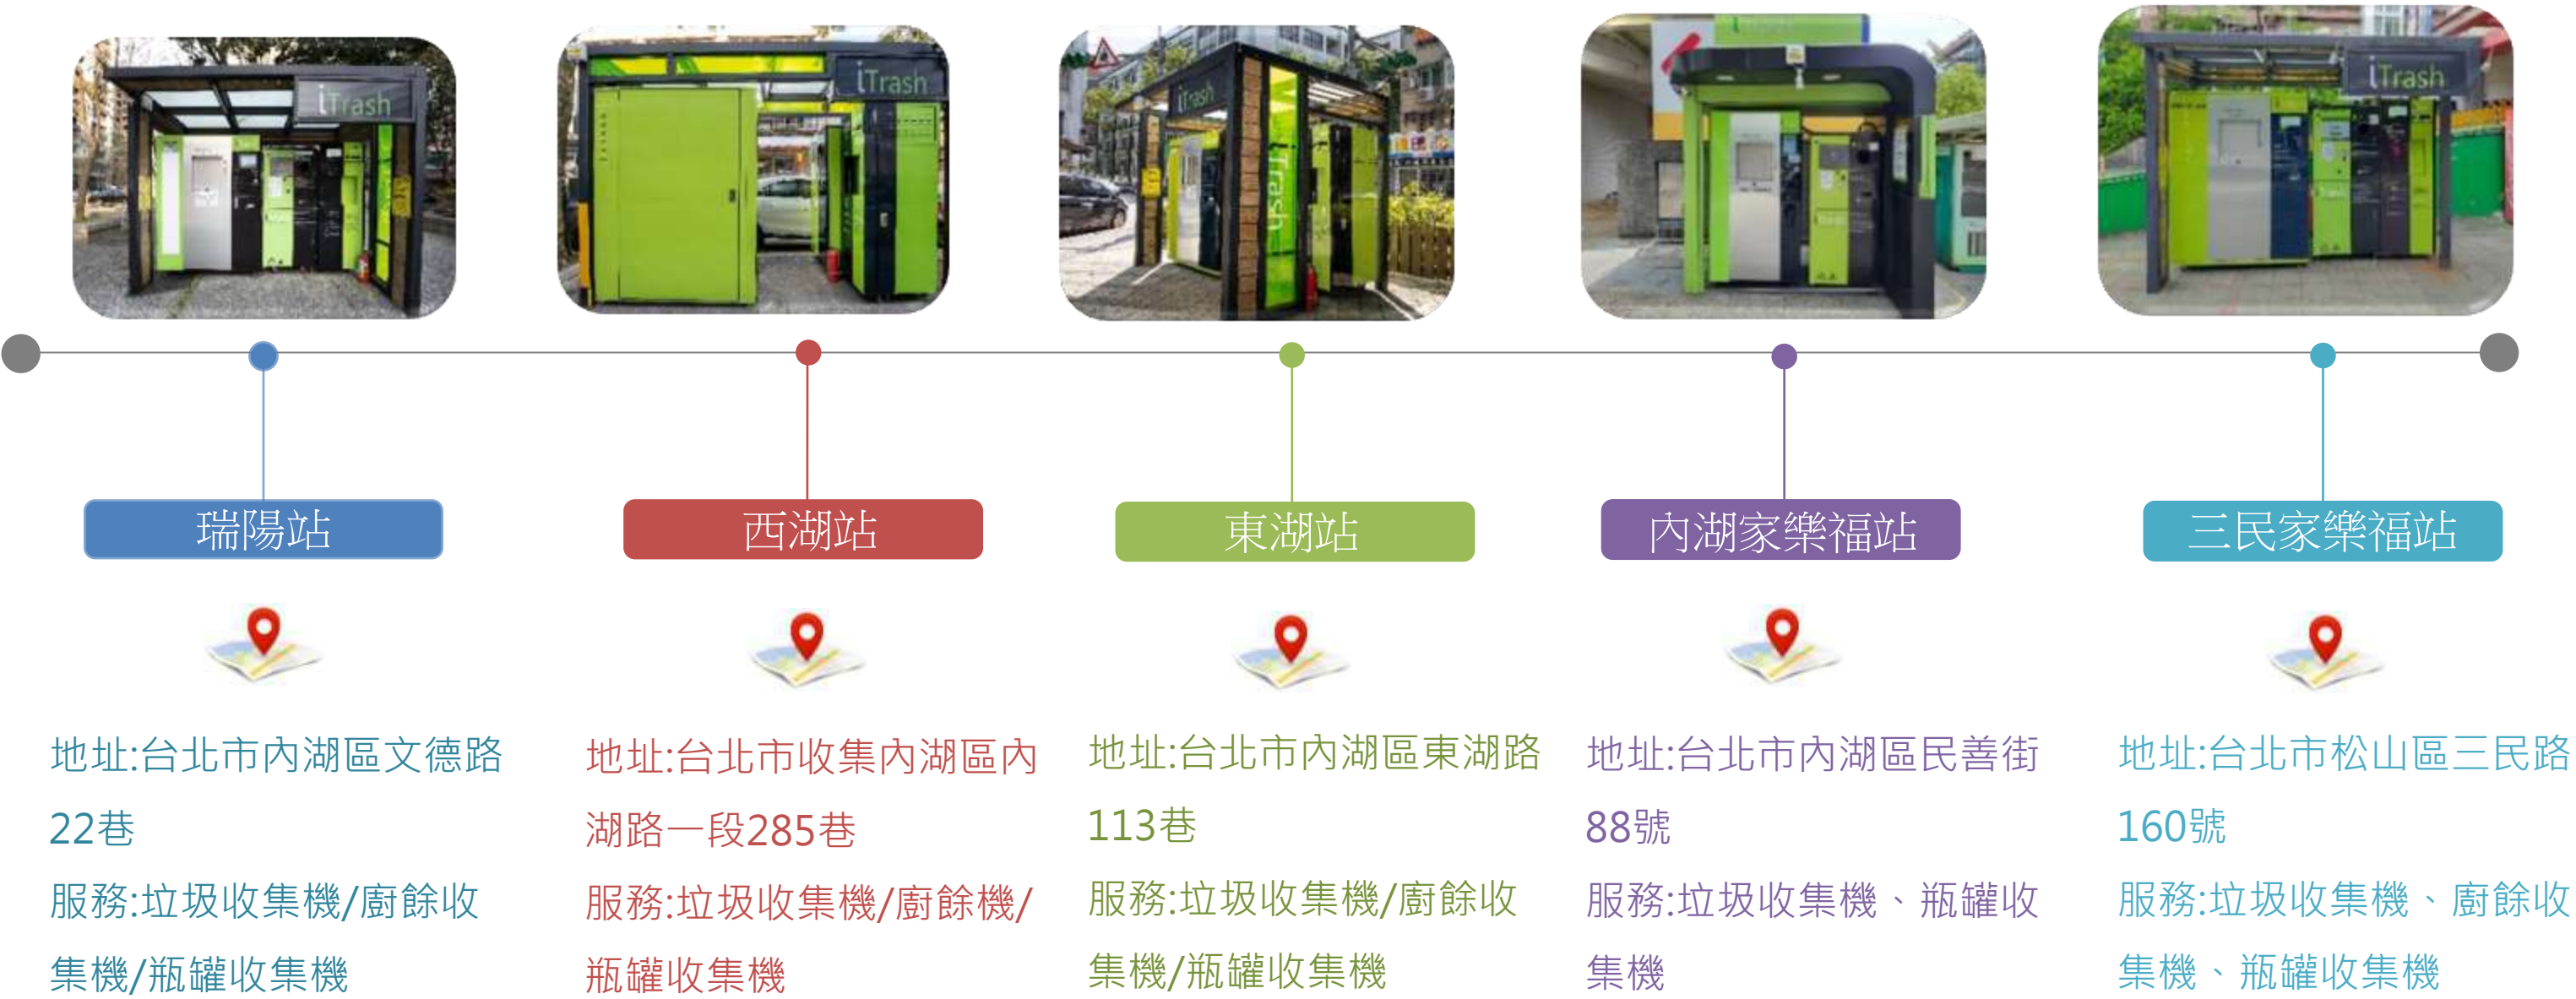 iTrash
iTrash
iTrash
iTrash
iTrash
瑞陽站
西湖站
東湖站
內湖家樂福站
三民家樂福站
地址:台北市內湖區文德路
22巷
服務:垃圾收集機/廚餘收
集機/瓶罐收集機
地址:台北市收集內湖區內
湖路一段285巷
服務:垃圾收集機/廚餘機/
瓶罐收集機
地址:台北市內湖區東湖路
113巷
服務:垃圾收集機/廚餘收
集機/瓶罐收集機
地址:台北市內湖區民善街
88號
服務:垃圾收集機、瓶罐收
集機
地址:台北市松山區三民路
160號
服務:垃圾收集機、廚餘收
集機、瓶罐收集機